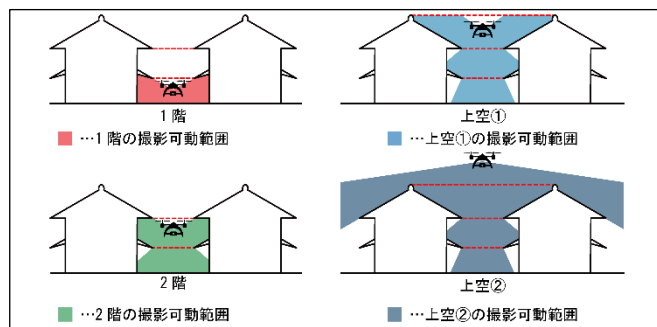 1階
…1階の撮影可動範囲
上空①
…上空①の撮影可動範囲
2階
…2階の撮影可動範囲
上空②
…上空②の撮影可動範囲